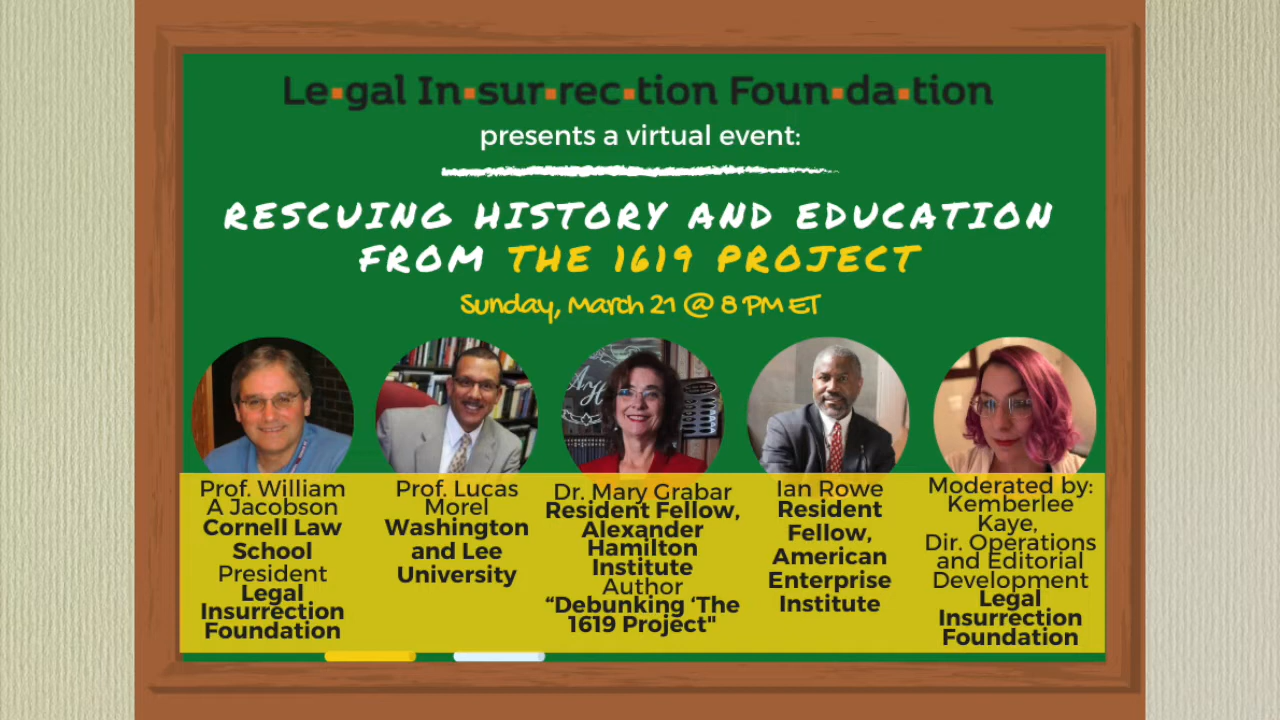 Le▪gal In▪sur▪rec▪tion Foun▪da▪tion
presents a virtual event:
RESCUING HISTORY AND EDUCATION
FROM THE 1619 PROJECT
Sunday, March 21 @ 8 PM ET
Prof. William
A Jacobson
Cornell Law
School
President
Legal
Insurrection
Foundation
Prof. Lucas
Morel
Washington
and Lee
University
Dr. Mary Grabar
Resident Fellow,
Alexander
Hamilton
Institute
Author
“Debunking ‘The
1619 Project"
Ian Rowe
Resident
Fellow,
American
Enterprise
Institute
Moderated by:
Kemberlee
Kaye,
Dir. Operations
and Editorial
Development
Legal
Insurrection
Foundation